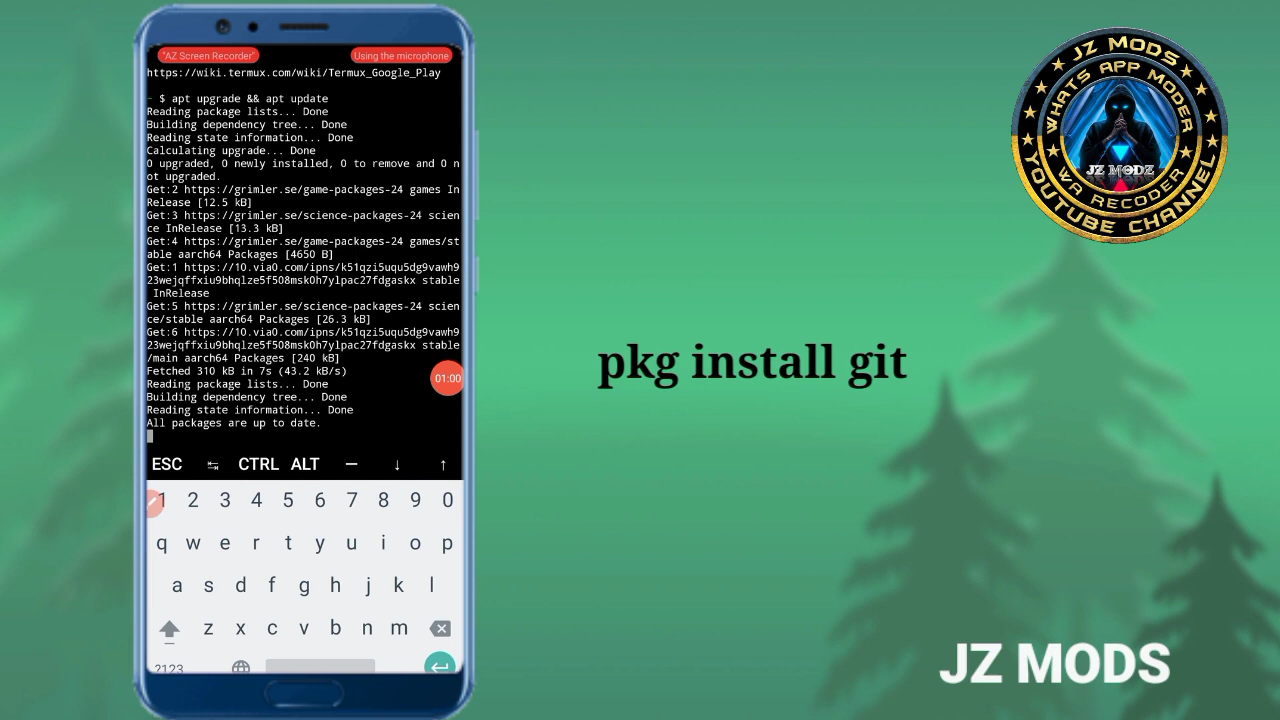 "AZ Screen Recorder"
Using the microphone
https://wiki.termux.com/wiki/Termux_Google_Play
~ $ apt upgrade && apt update
Reading package lists... Done
Building dependency tree... Done
Reading state information... Done
Calculating upgrade... Done
0 upgraded, 0 newly installed, 0 to remove and 0 n
ot upgraded.
Get:2 https://grimler.se/game-packages-24 games In
Release [12.5 kB]
Get:3 https://grimler.se/science-packages-24 scien
ce InRelease [13.3 kB]
Get:4 https://grimler.se/game-packages-24 games/st
able aarch64 Packages [4650 B]
Get:1 https://10.via0.com/ipns/k51qzi5uqu5dg9vawh9
23wejqffxiu9bhqlze5f508msk0h7ylpac27fdgaskx stable
InRelease
Get:5 https://grimler.se/science-packages-24 scien
ce/stable aarch64 Packages [26.3 kB]
Get:6 https://10.via0.com/ipns/k51qzi5uqu5dg9vawh9
23wejqffxiu9bhqlze5f508msk0h7ylpac27fdgaskx stable
/main aarch64 Packages [240 kB]
Fetched 310 kB in 7s (43.2 kB/s)
Reading package lists... Done
Building dependency tree... Done
Reading state information... Done
All packages are up to date.
01:00
ESC ↹ CTRL ALT — ↓ ↑
1 2 3 4 5 6 7 8 9 0
q w e r t y u i o p
a s d f g h j k l
z x c v b n m
?123
pkg install git
JZ MODS
WHATS APP MODER
JZ MODZ
WA RECODER
YOUTUBE CHANNEL
JZ MODS